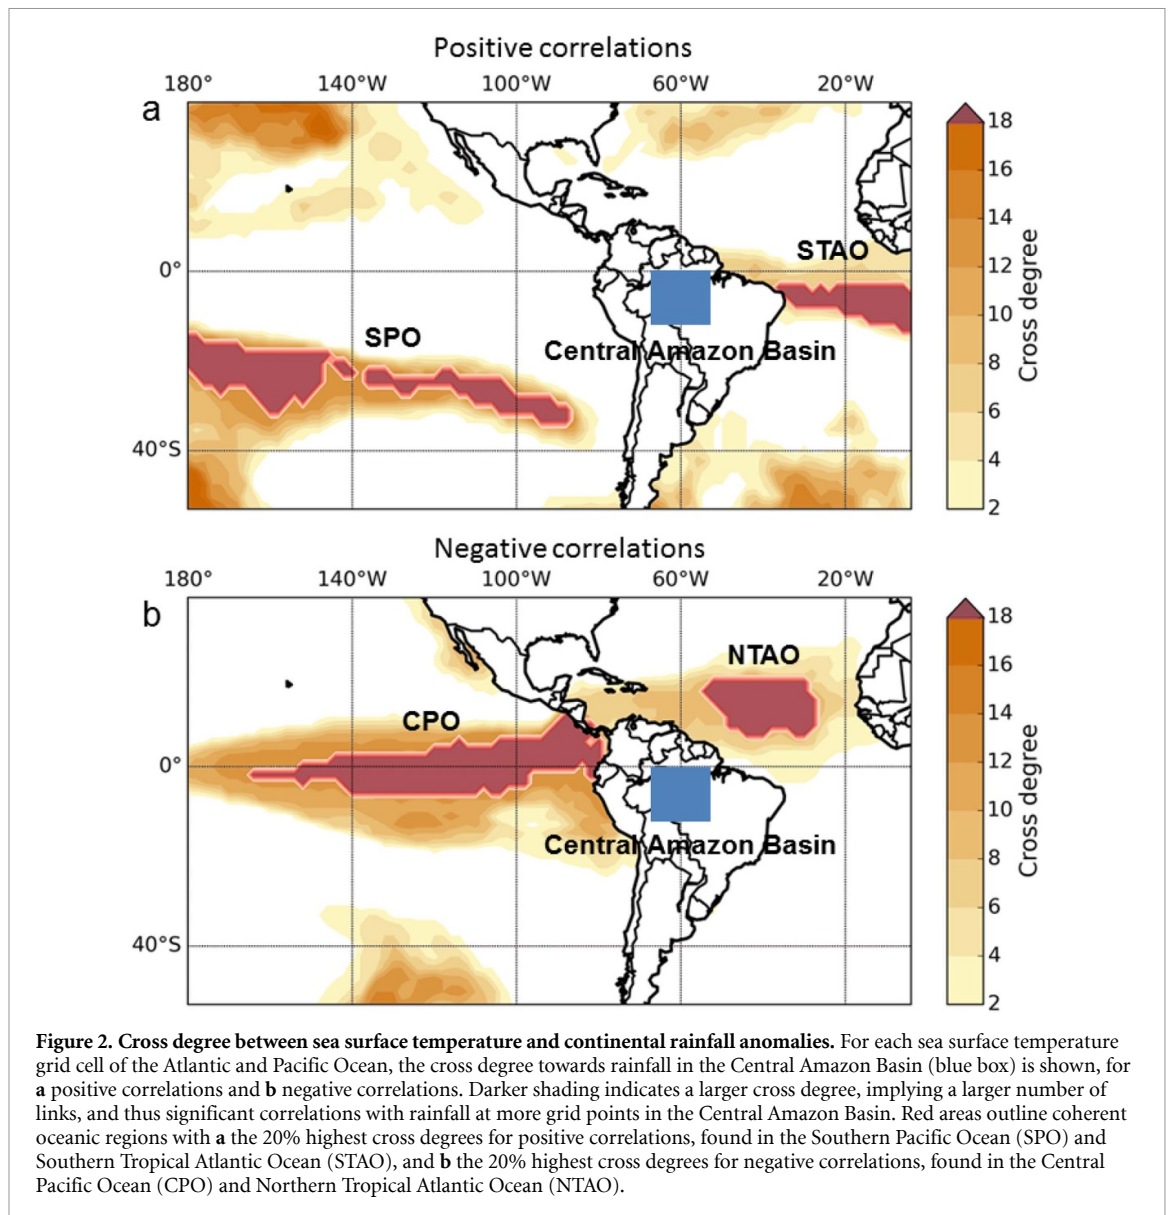 Positive correlations
180° 140°W 100°W 60°W 20°W
a
18
16
14
12
10
8
6
4
2
Cross degree
STAO
0°
SPO
Central Amazon Basin
40°S
Negative correlations
180° 140°W 100°W 60°W 20°W
b
18
16
14
12
10
8
6
4
2
Cross degree
NTAO
CPO
0°
Central Amazon Basin
40°S
Figure 2. Cross degree between sea surface temperature and continental rainfall anomalies. For each sea surface temperature
grid cell of the Atlantic and Pacific Ocean, the cross degree towards rainfall in the Central Amazon Basin (blue box) is shown, for
a positive correlations and b negative correlations. Darker shading indicates a larger cross degree, implying a larger number of
links, and thus significant correlations with rainfall at more grid points in the Central Amazon Basin. Red areas outline coherent
oceanic regions with a the 20% highest cross degrees for positive correlations, found in the Southern Pacific Ocean (SPO) and
Southern Tropical Atlantic Ocean (STAO), and b the 20% highest cross degrees for negative correlations, found in the Central
Pacific Ocean (CPO) and Northern Tropical Atlantic Ocean (NTAO).